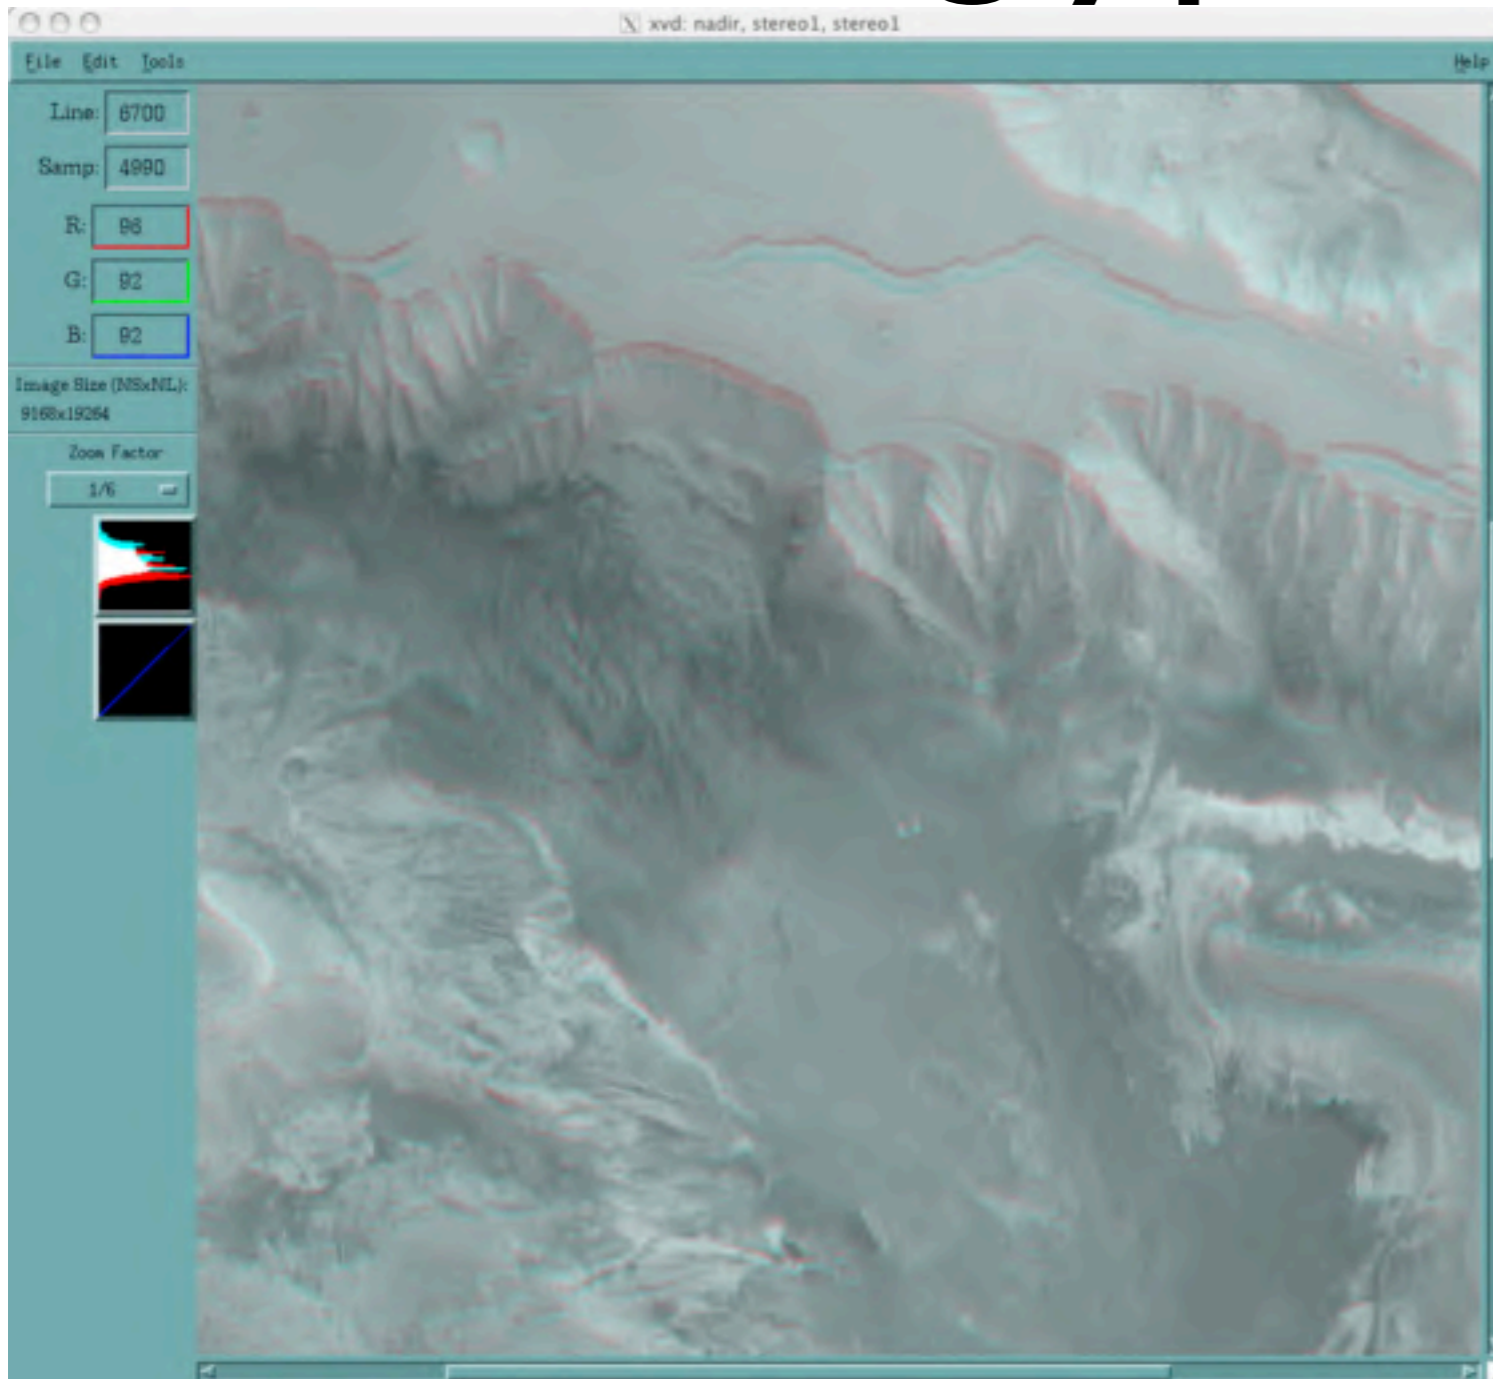 xvd: nadir, stereo1, stereo1
File Edit Tools Help
Line: 6700
Samp: 4990
R: 96
G: 92
B: 92
Image Size (NSxNL):
9168x19264
Zoom Factor
1/6